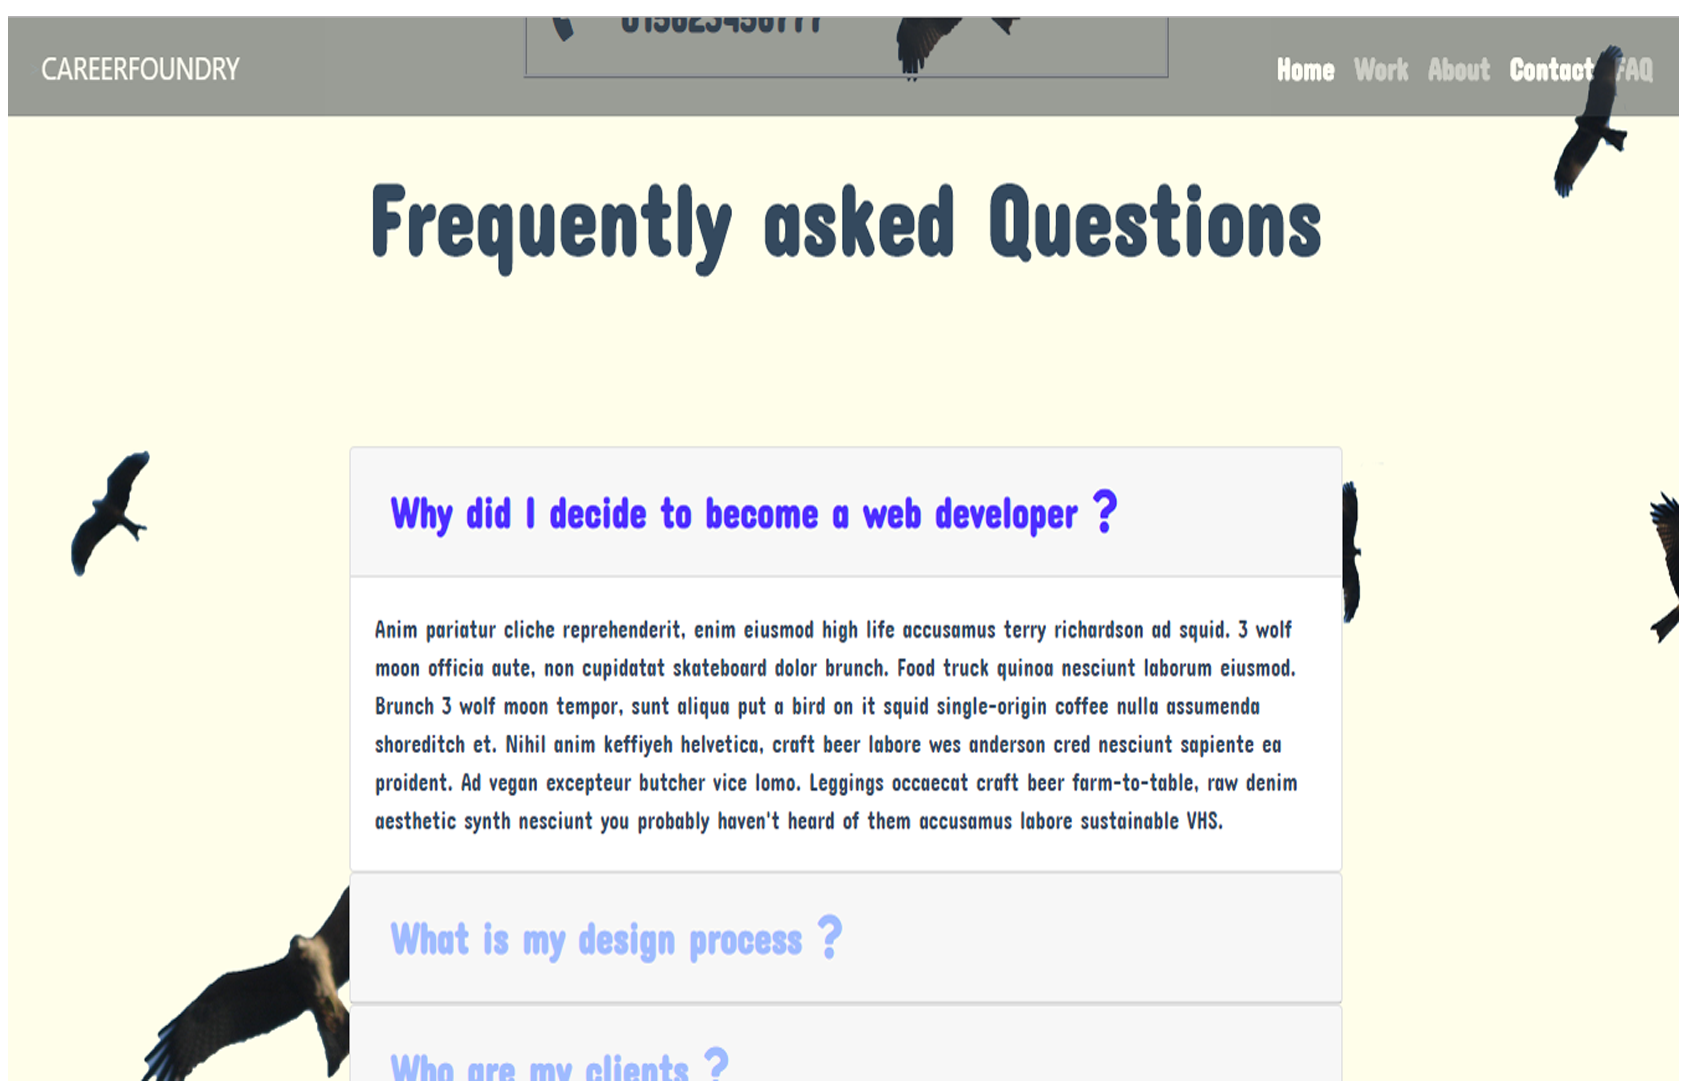 CAREERFOUNDRY
Home Work About Contact FAQ
Frequently asked Questions
Why did I decide to become a web developer ?
Anim pariatur cliche reprehenderit, enim eiusmod high life accusamus terry richardson ad squid. 3 wolf
moon officia aute, non cupidatat skateboard dolor brunch. Food truck quinoa nesciunt laborum eiusmod.
Brunch 3 wolf moon tempor, sunt aliqua put a bird on it squid single-origin coffee nulla assumenda
shoreditch et. Nihil anim keffiyeh helvetica, craft beer labore wes anderson cred nesciunt sapiente ea
proident. Ad vegan excepteur butcher vice lomo. Leggings occaecat craft beer farm-to-table, raw denim
aesthetic synth nesciunt you probably haven't heard of them accusamus labore sustainable VHS.
What is my design process ?
Who are my clients ?